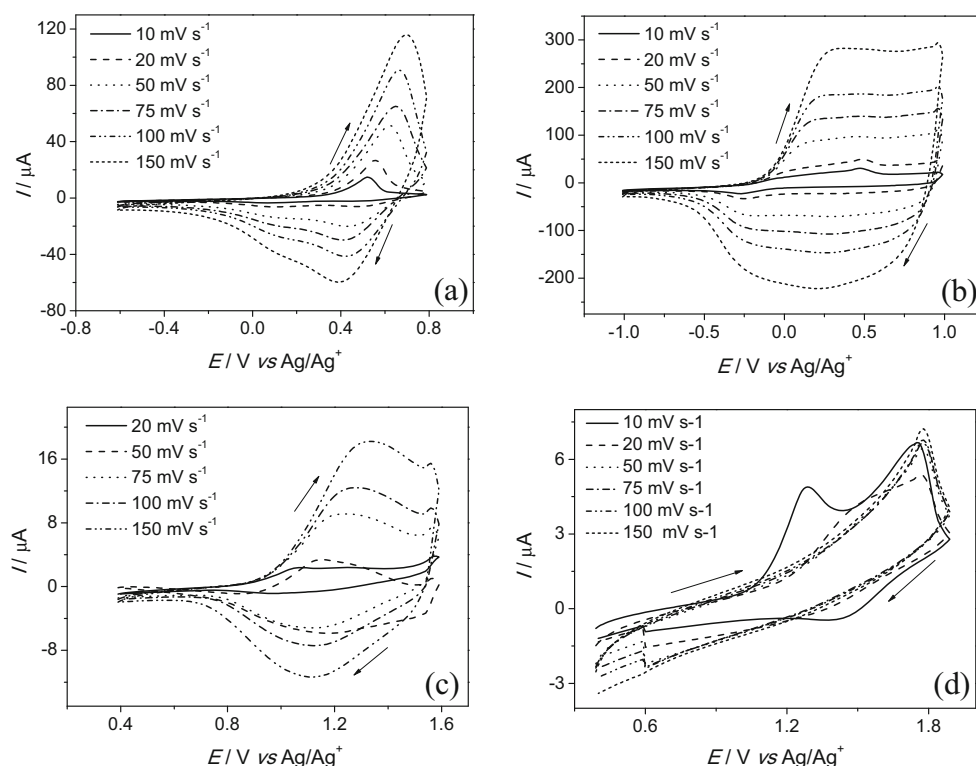 120
80
40
0
-40
-80
I / μA
10 mV s⁻¹
20 mV s⁻¹
50 mV s⁻¹
75 mV s⁻¹
100 mV s⁻¹
150 mV s⁻¹
(a)
-0.8 -0.4 0.0 0.4 0.8
E / V vs Ag/Ag⁺
300
200
100
0
-100
-200
I / μA
10 mV s⁻¹
20 mV s⁻¹
50 mV s⁻¹
75 mV s⁻¹
100 mV s⁻¹
150 mV s⁻¹
(b)
-1.0 -0.5 0.0 0.5 1.0
E / V vs Ag/Ag⁺
16
8
0
-8
I / μA
20 mV s⁻¹
50 mV s⁻¹
75 mV s⁻¹
100 mV s⁻¹
150 mV s⁻¹
(c)
0.4 0.8 1.2 1.6
E / V vs Ag/Ag⁺
6
3
0
-3
I / μA
10 mV s-1
20 mV s-1
50 mV s-1
75 mV s-1
100 mV s-1
150 mV s-1
(d)
0.6 1.2 1.8
E / V vs Ag/Ag⁺